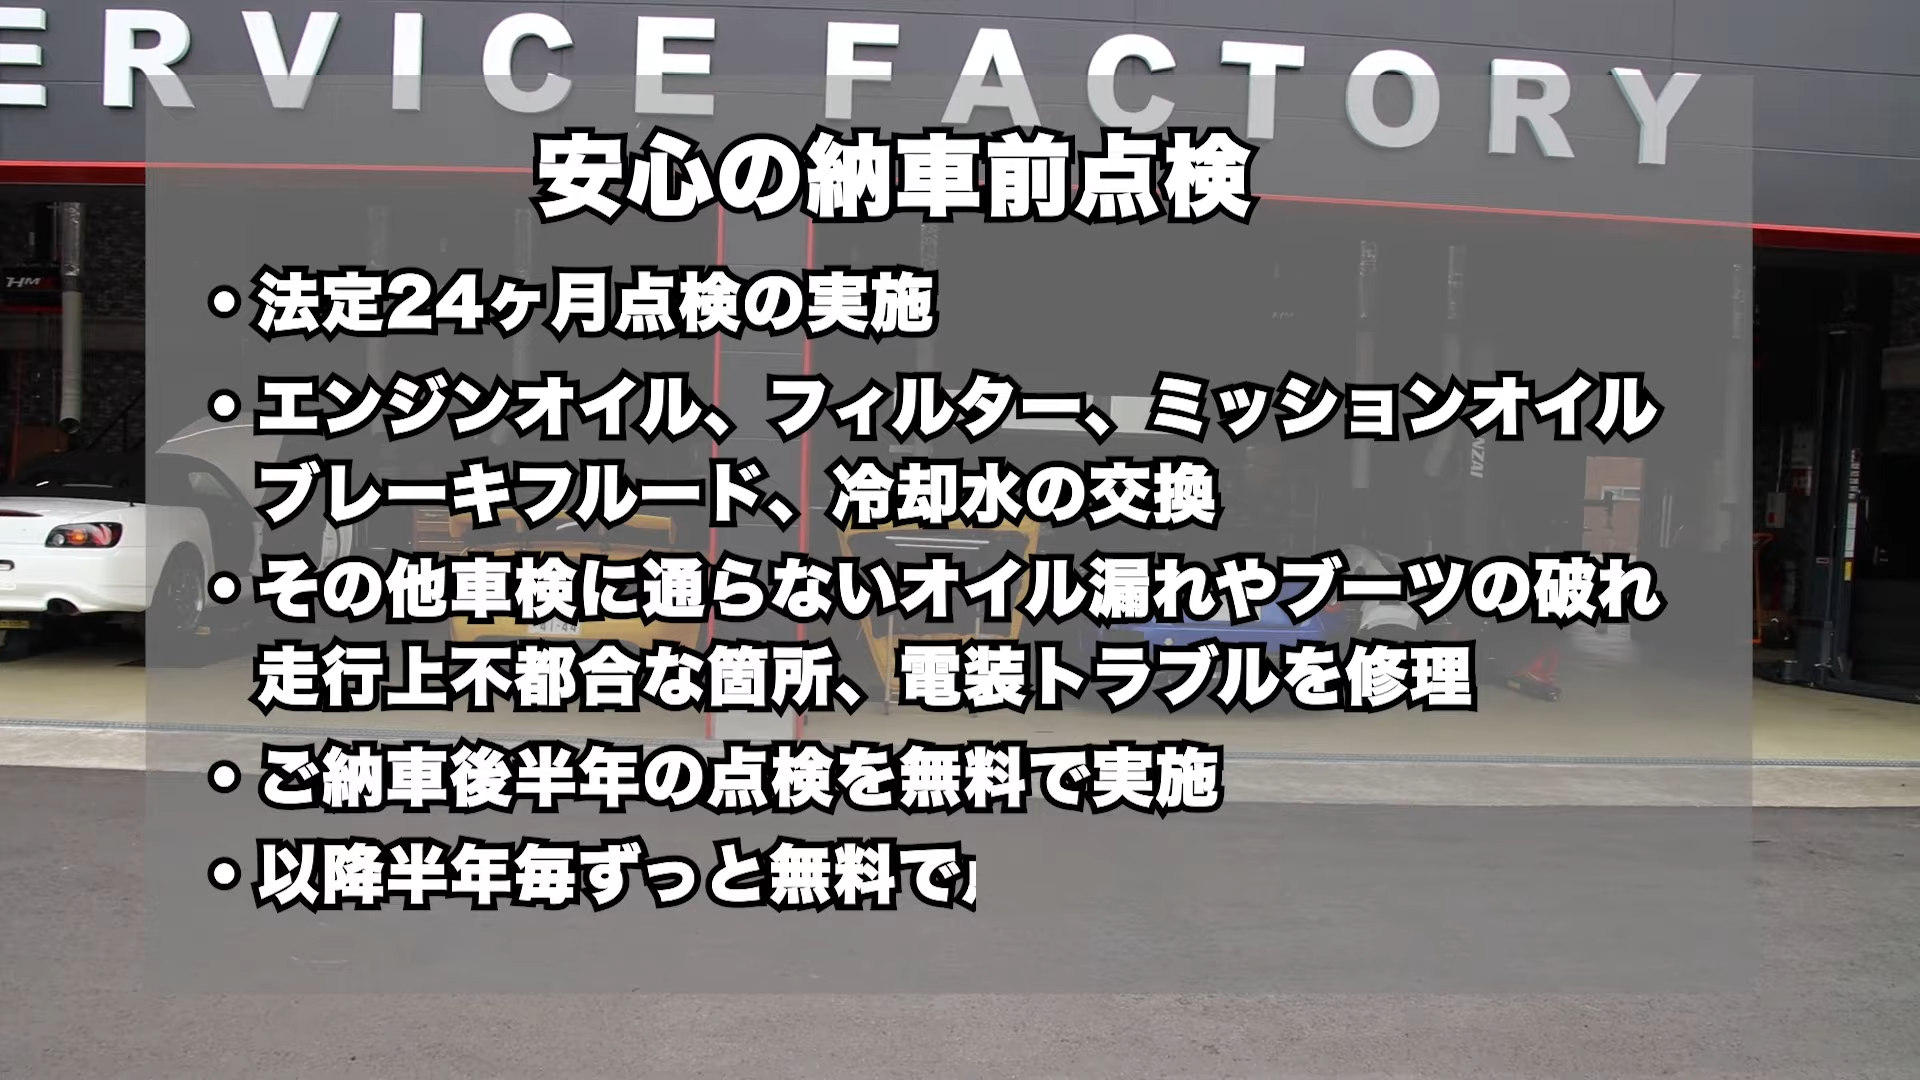 ERVICE FACTORY
安心の納車前点検
・法定24ヶ月点検の実施
・エンジンオイル、フィルター、ミッションオイル
ブレーキフルード、冷却水の交換
・その他車検に通らないオイル漏れやブーツの破れ
走行上不都合な箇所、電装トラブルを修理
・ご納車後半年の点検を無料で実施
・以降半年毎ずっと無料で